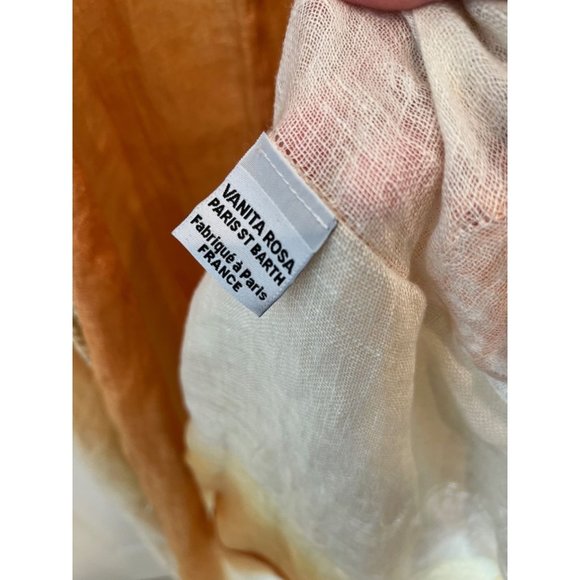 VANITA ROSA
PARIS ST BARTH
Fabriqué à Paris
FRANCE